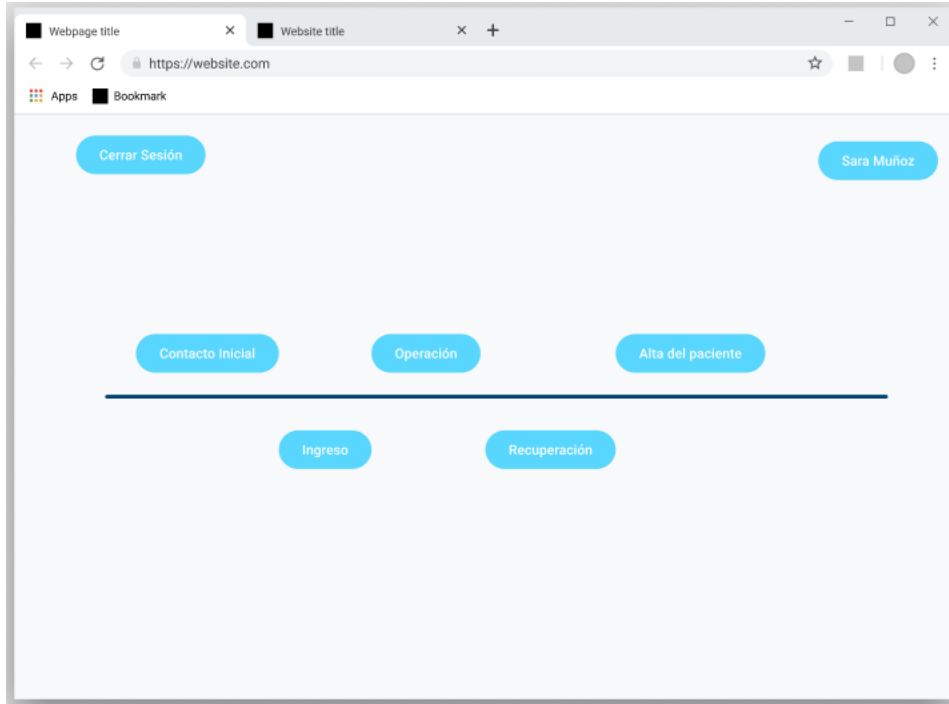 Webpage title
Website title
https://website.com
Apps
Bookmark
Cerrar Sesión
Sara Muñoz
Contacto Inicial
Operación
Alta del paciente
Ingreso
Recuperación